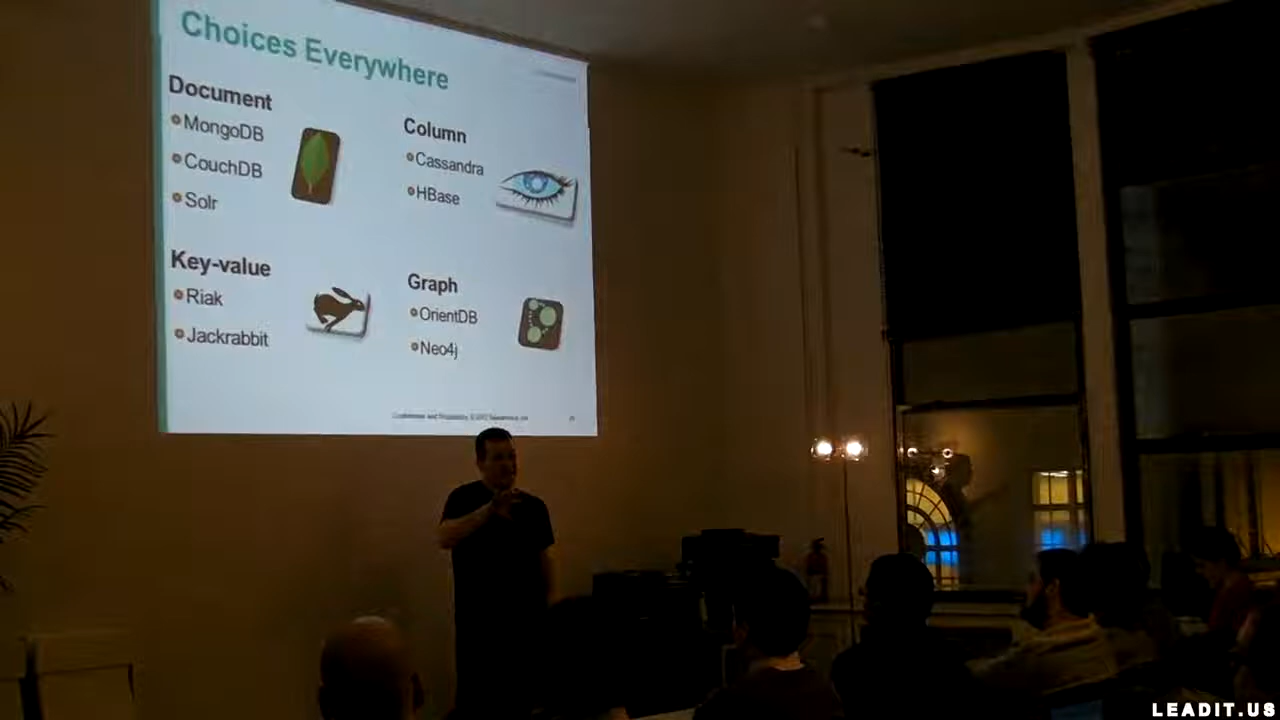 Choices Everywhere
Document
MongoDB
CouchDB
Solr
Column
Cassandra
HBase
Key-value
Riak
Jackrabbit
Graph
OrientDB
Neo4j
LEADIT.US